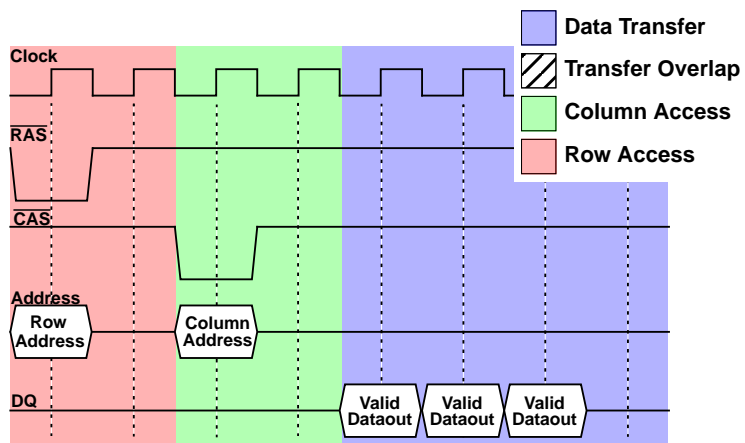 Data Transfer
Transfer Overlap
Column Access
Row Access
Clock
RAS
CAS
Address
Row
Address
Column
Address
DQ
Valid
Dataout
Valid
Dataout
Valid
Dataout